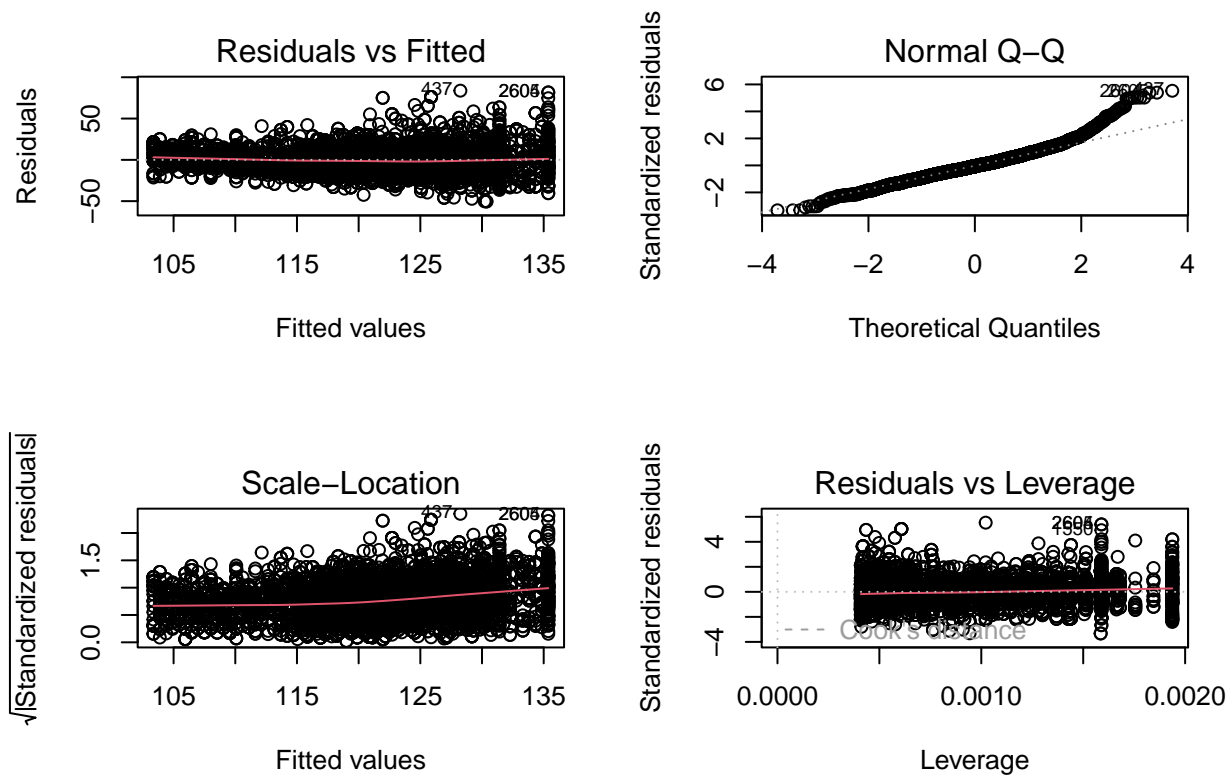 Residuals vs Fitted
Residuals
50
−50
437
2605
105 115 125 135
Fitted values
Normal Q−Q
Standardized residuals
6
2
−2
437
−4 −2 0 2 4
Theoretical Quantiles
Scale−Location
√|Standardized residuals|
1.5
0.0
437
105 115 125 135
Fitted values
Residuals vs Leverage
Standardized residuals
4
0
−4
1550
Cook's distance
0.0000 0.0010 0.0020
Leverage